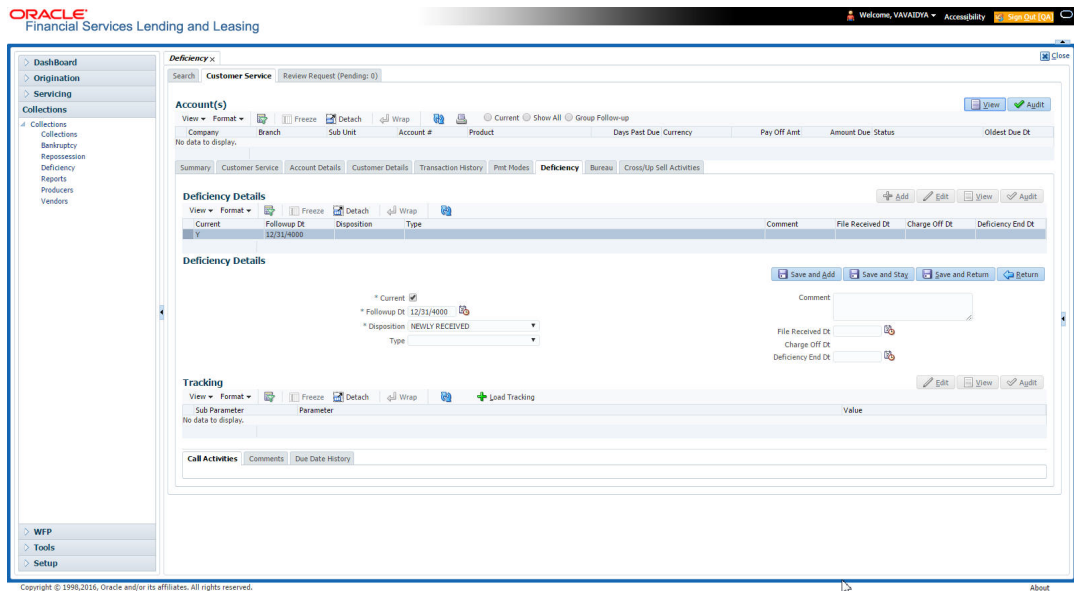 ORACLE
Financial Services Lending and Leasing
Welcome, VAVAIDYA Accessibility Sign Out [QA]
DashBoard
Origination
Servicing
Collections
Collections
Collections
Bankruptcy
Repossession
Deficiency
Reports
Producers
Vendors
WFP
Tools
Setup
Deficiency x
Close
Search Customer Service Review Request (Pending: 0)
Account(s)
View Audit
View Format Freeze Detach Wrap Current Show All Group Follow-up
Company Branch Sub Unit Account # Product Days Past Due Currency Pay Off Amt Amount Due Status Oldest Due Dt
No data to display.
Summary Customer Service Account Details Customer Details Transaction History Pmt Modes Deficiency Bureau Cross/Up Sell Activities
Deficiency Details
Add Edit View Audit
View Format Freeze Detach Wrap
Current Followup Dt Disposition Type Comment File Received Dt Charge Off Dt Deficiency End Dt
Y 12/31/4000
Deficiency Details
Save and Add Save and Stay Save and Return Return
* Current
* Followup Dt 12/31/4000
* Disposition NEWLY RECEIVED
Type
Comment
File Received Dt
Charge Off Dt
Deficiency End Dt
Tracking
Edit View Audit
View Format Freeze Detach Wrap Load Tracking
Sub Parameter Parameter Value
No data to display.
Call Activities Comments Due Date History
Copyright © 1998,2016, Oracle and/or its affiliates. All rights reserved.
About